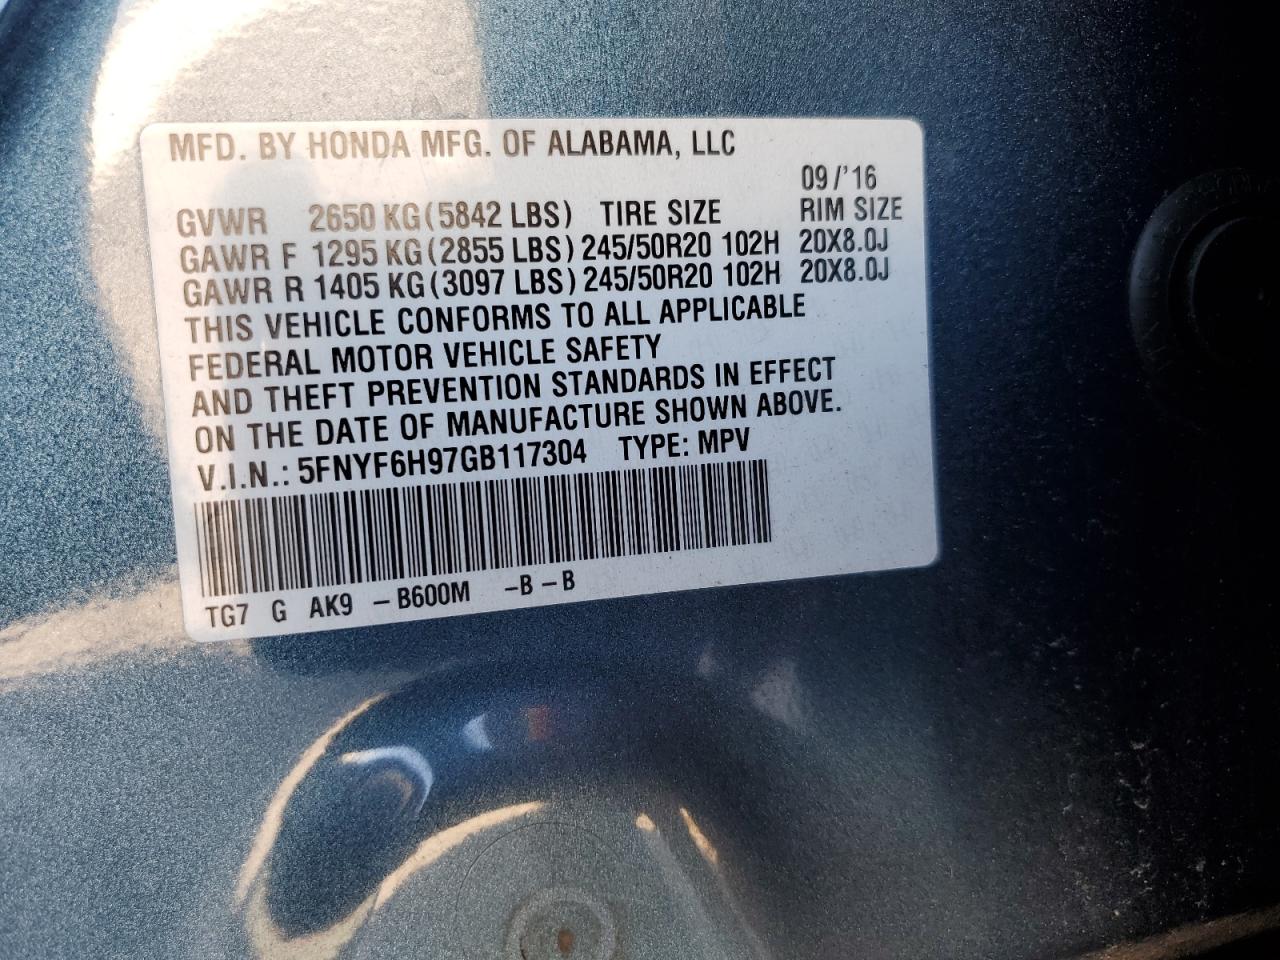 MFD. BY HONDA MFG. OF ALABAMA, LLC
09/'16
GVWR 2650 KG (5842 LBS) TIRE SIZE RIM SIZE
GAWR F 1295 KG (2855 LBS) 245/50R20 102H 20X8.0J
GAWR R 1405 KG (3097 LBS) 245/50R20 102H 20X8.0J
THIS VEHICLE CONFORMS TO ALL APPLICABLE
FEDERAL MOTOR VEHICLE SAFETY
AND THEFT PREVENTION STANDARDS IN EFFECT
ON THE DATE OF MANUFACTURE SHOWN ABOVE.
V.I.N.: 5FNYF6H97GB117304 TYPE: MPV
TG7 G AK9 –B600M –B–B